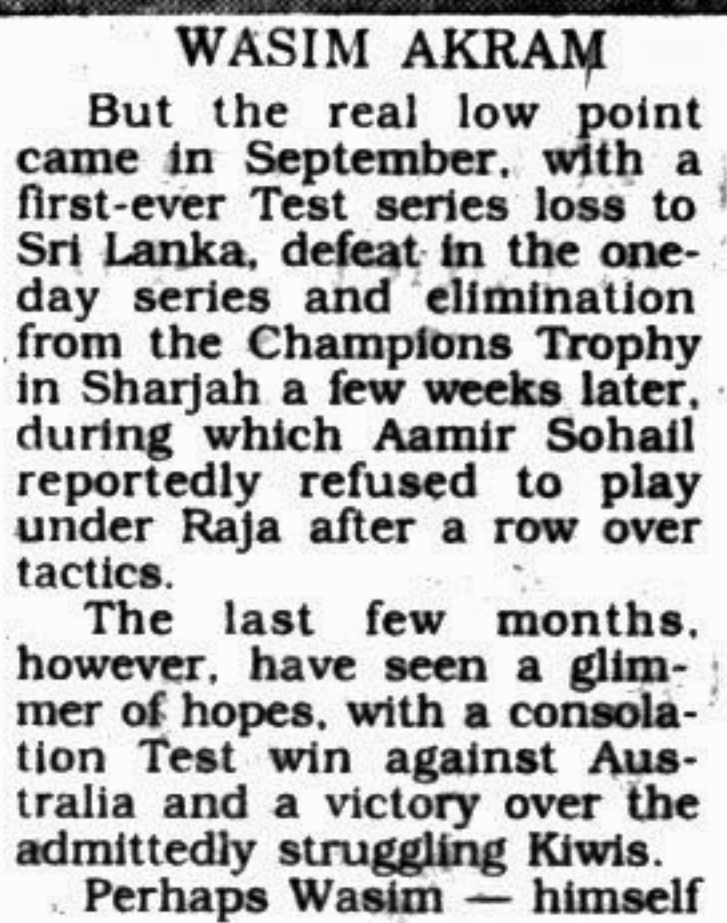 WASIM AKRAM
But the real low point
came in September, with a
first-ever Test series loss to
Sri Lanka, defeat in the one-
day series and elimination
from the Champions Trophy
in Sharjah a few weeks later,
during which Aamir Sohail
reportedly refused to play
under Raja after a row over
tactics.
The last few months,
however, have seen a glim-
mer of hopes, with a consola-
tion Test win against Aus-
tralia and a victory over the
admittedly struggling Kiwis.
Perhaps Wasim — himself